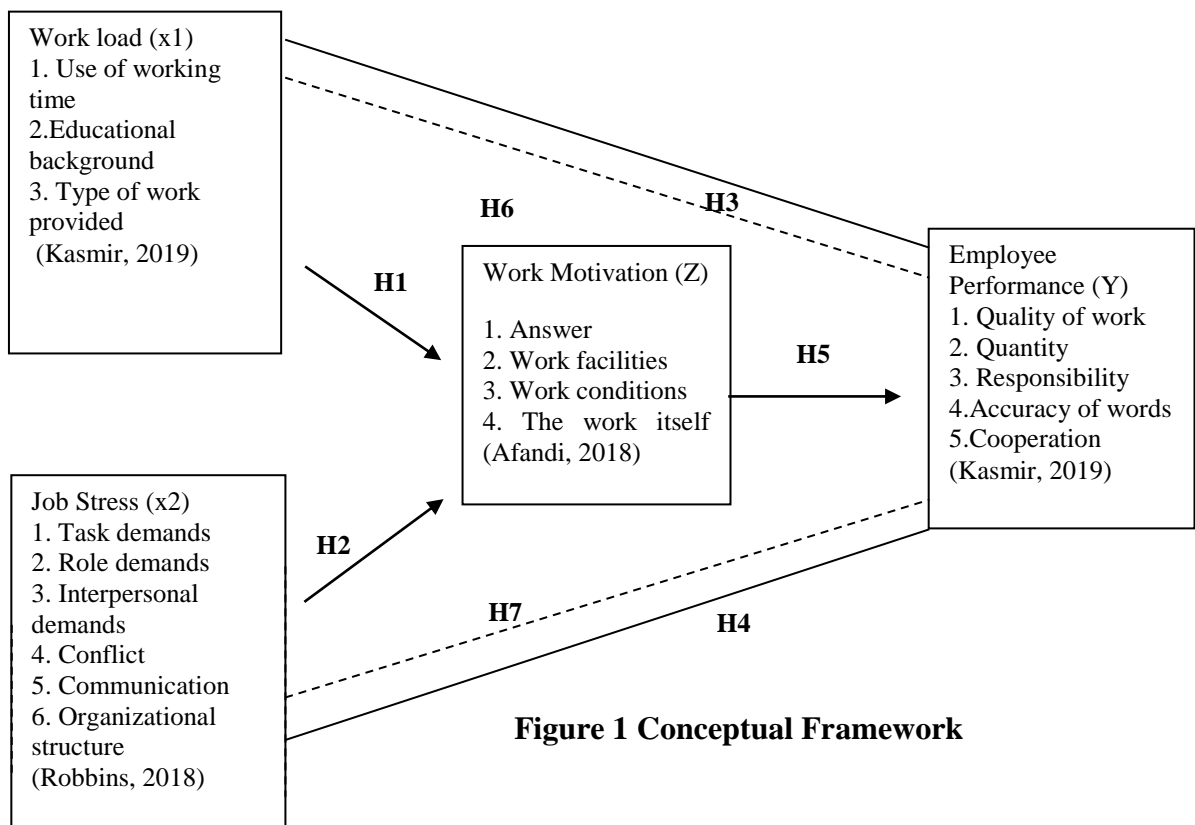 Work load (x1)
1. Use of working
time
2.Educational
background
3. Type of work
provided
(Kasmir, 2019)
H6
H3
H1
Work Motivation (Z)
1. Answer
2. Work facilities
3. Work conditions
4. The work itself
(Afandi, 2018)
H5
Employee
Performance (Y)
1. Quality of work
2. Quantity
3. Responsibility
4.Accuracy of words
5.Cooperation
(Kasmir, 2019)
Job Stress (x2)
1. Task demands
2. Role demands
3. Interpersonal
demands
4. Conflict
5. Communication
6. Organizational
structure
(Robbins, 2018)
H2
H7
H4
Figure 1 Conceptual Framework